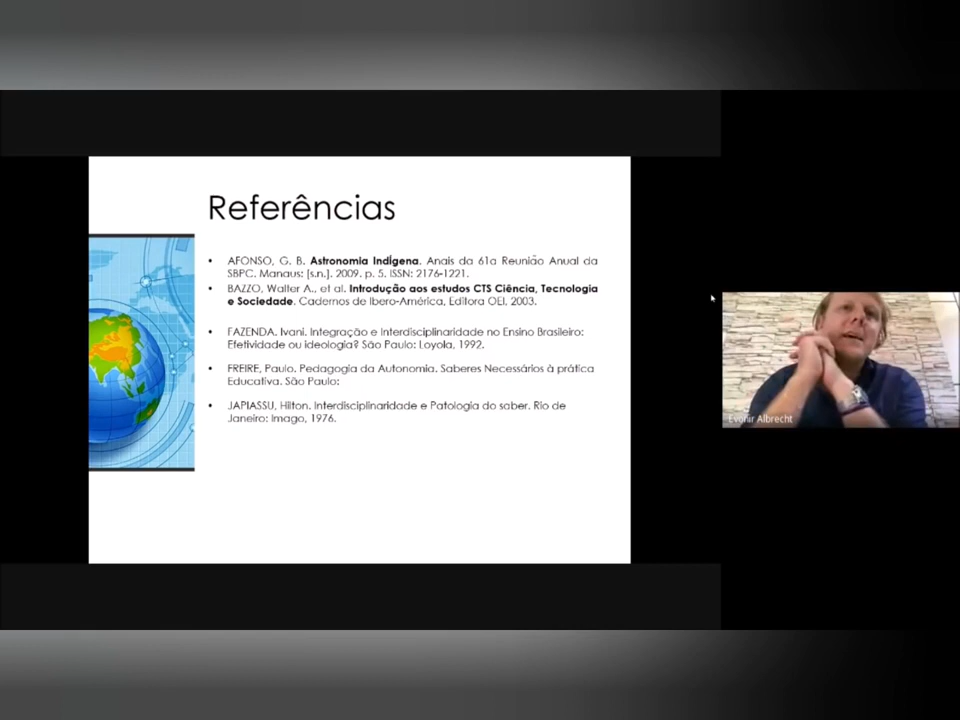 Referências
• AFONSO, G. B. Astronomia Indígena. Anais da 61a Reunião Anual da
SBPC. Manaus: [s.n.]. 2009. p. 5. ISSN: 2176-1221.
• BAZZO, Walter A., et al. Introdução aos estudos CTS Ciência, Tecnologia
e Sociedade. Cadernos de Ibero-América, Editora OEI, 2003.
• FAZENDA. Ivani. Integração e Interdisciplinaridade no Ensino Brasileiro:
Efetividade ou ideologia? São Paulo: Loyola, 1992.
• FREIRE, Paulo. Pedagogia da Autonomia. Saberes Necessários à prática
Educativa. São Paulo:
• JAPIASSU, Hilton. Interdisciplinaridade e Patologia do saber. Rio de
Janeiro: Imago, 1976.
Evonir Albrecht